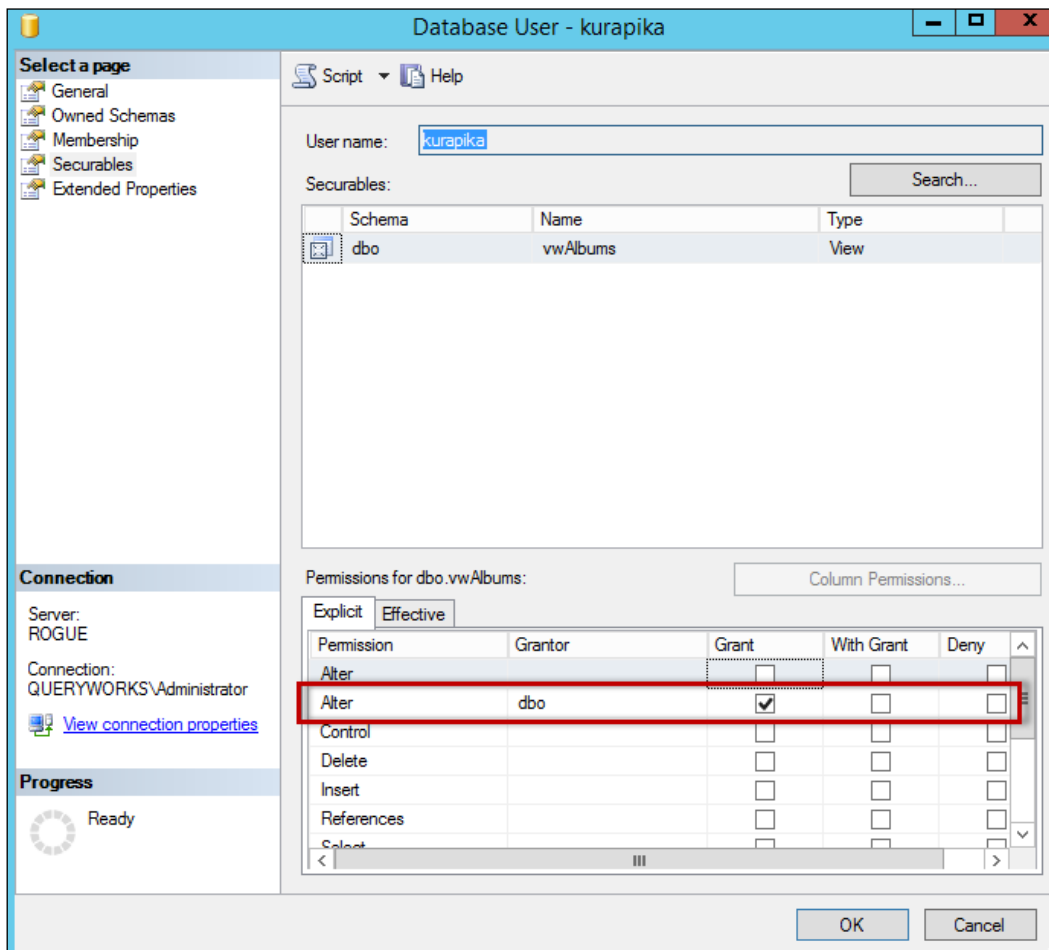 Database User - kurapika
Select a page
General
Owned Schemas
Membership
Securables
Extended Properties
Script Help
User name: kurapika
Securables: Search...
Schema Name Type
dbo vwAlbums View
Connection
Server:
ROGUE
Connection:
QUERYWORKS\Administrator
View connection properties
Progress
Ready
Permissions for dbo.vwAlbums: Column Permissions...
Explicit Effective
Permission Grantor Grant With Grant Deny
Alter
Alter dbo
Control
Delete
Insert
References
Select
OK Cancel